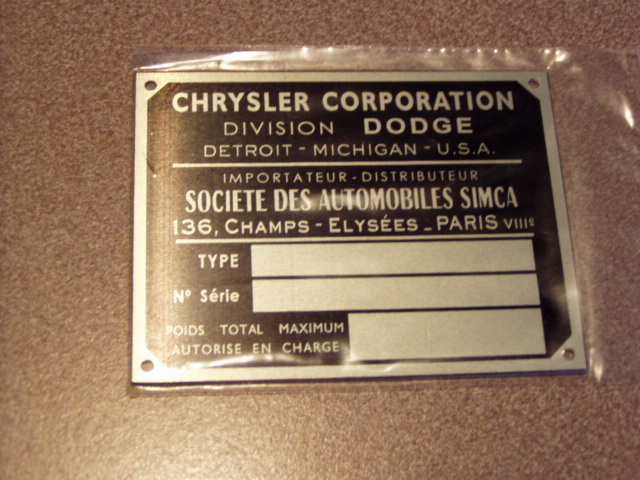 CHRYSLER CORPORATION
DIVISION DODGE
DETROIT - MICHIGAN - U.S.A.
IMPORTATEUR - DISTRIBUTEUR
SOCIETE DES AUTOMOBILES SIMCA
136, CHAMPS - ELYSÉES _ PARIS VIIIe
TYPE
Nº Série
POIDS TOTAL MAXIMUM
AUTORISE EN CHARGE